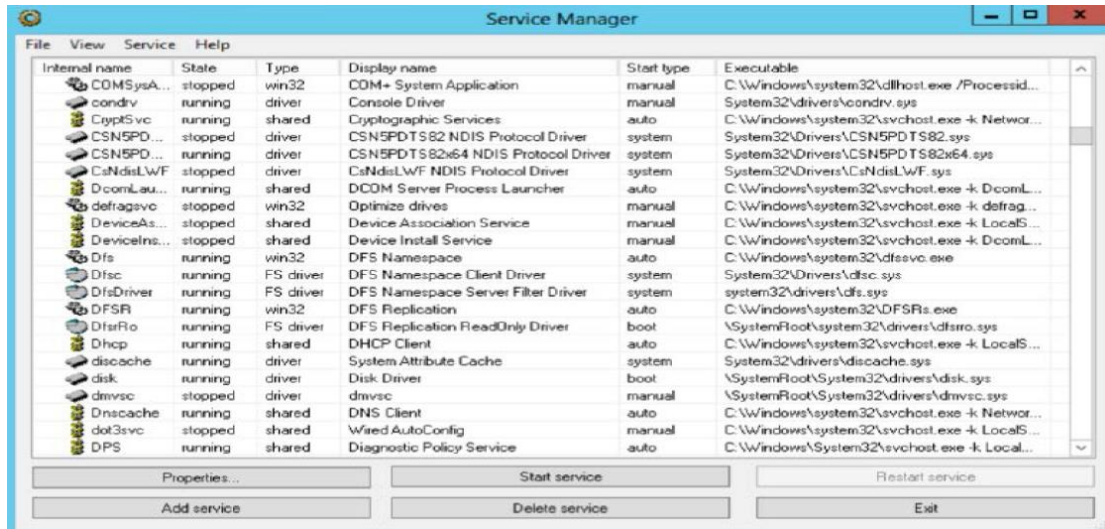 Service Manager
File View Service Help
Internal name State Type Display name Start type Executable
COMSysA... stopped win32 COM+ System Application manual C:\Windows\system32\dllhost.exe /Processid...
condrv running driver Console Driver manual System32\drivers\condrv.sys
CryptSvc running shared Cryptographic Services auto C:\Windows\system32\svchost.exe -k Networ...
CSN5PD... stopped driver CSN5PDTS82 NDIS Protocol Driver system System32\Drivers\CSN5PDTS82.sys
CSN5PD... running driver CSN5PDTS82x64 NDIS Protocol Driver system System32\Drivers\CSN5PDTS82x64.sys
CsNdisLWF stopped driver CsNdisLWF NDIS Protocol Driver system System32\Drivers\CsNdisLWF.sys
DcomLau... running shared DCOM Server Process Launcher auto C:\Windows\system32\svchost.exe -k DcomL...
defragsvc stopped win32 Optimize drives manual C:\Windows\system32\svchost.exe -k defrag...
DeviceAs... stopped shared Device Association Service manual C:\Windows\system32\svchost.exe -k LocalS...
DeviceIns... stopped shared Device Install Service manual C:\Windows\system32\svchost.exe -k DcomL...
Dfs running win32 DFS Namespace auto C:\Windows\system32\dfssvc.exe
Dfsc running FS driver DFS Namespace Client Driver system System32\Drivers\dfsc.sys
DfsDriver running FS driver DFS Namespace Server Filter Driver system system32\drivers\dfs.sys
DFSR running win32 DFS Replication auto C:\Windows\system32\DFSRs.exe
DfsrRo running FS driver DFS Replication ReadOnly Driver boot \SystemRoot\system32\drivers\dfsrro.sys
Dhcp running shared DHCP Client auto C:\Windows\system32\svchost.exe -k LocalS...
discache running driver System Attribute Cache system System32\drivers\discache.sys
disk running driver Disk Driver boot \SystemRoot\System32\drivers\disk.sys
dmvsc stopped driver dmvsc manual \SystemRoot\System32\drivers\dmvsc.sys
Dnscache running shared DNS Client auto C:\Windows\system32\svchost.exe -k Networ...
dot3svc stopped shared Wired AutoConfig manual C:\Windows\system32\svchost.exe -k LocalS...
DPS running shared Diagnostic Policy Service auto C:\Windows\System32\svchost.exe -k Local...
Properties... Start service Restart service
Add service Delete service Exit